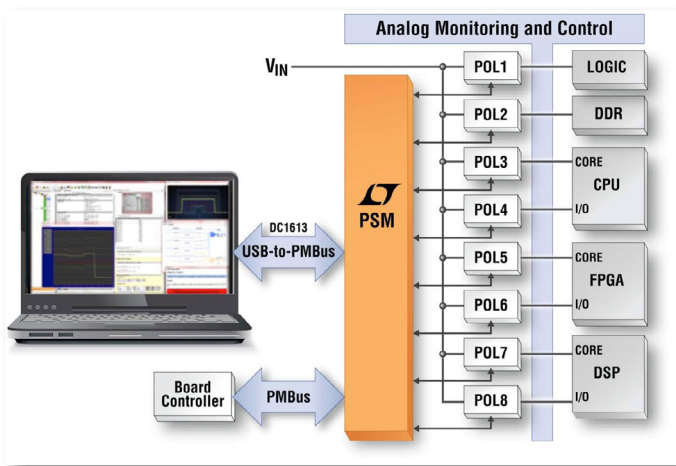 Analog Monitoring and Control
VIN
POL1
LOGIC
POL2
DDR
POL3
CORE
CPU
POL4
I/O
PSM
DC1613
USB-to-PMBus
POL5
CORE
FPGA
POL6
I/O
POL7
CORE
DSP
POL8
I/O
Board
Controller
PMBus